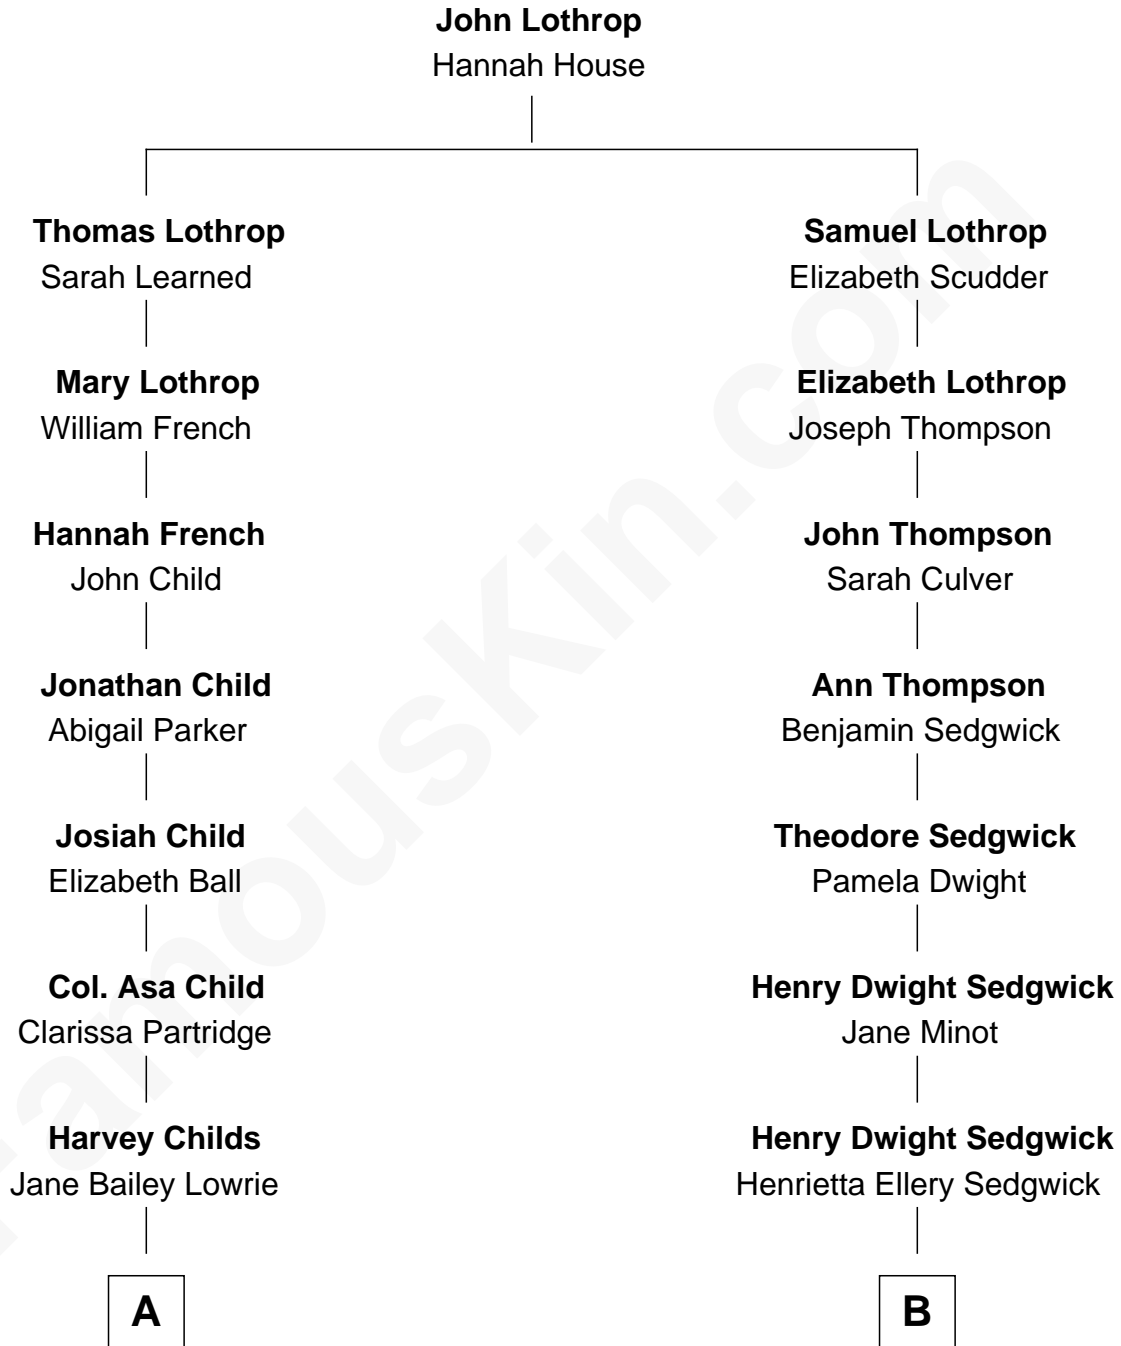 John Lothrop
Hannah House
Thomas Lothrop
Sarah Learned
Samuel Lothrop
Elizabeth Scudder
Mary Lothrop
William French
Elizabeth Lothrop
Joseph Thompson
Hannah French
John Child
John Thompson
Sarah Culver
Jonathan Child
Abigail Parker
Ann Thompson
Benjamin Sedgwick
Josiah Child
Elizabeth Ball
Theodore Sedgwick
Pamela Dwight
Col. Asa Child
Clarissa Partridge
Henry Dwight Sedgwick
Jane Minot
Harvey Childs
Jane Bailey Lowrie
Henry Dwight Sedgwick
Henrietta Ellery Sedgwick
A
B
FamousKin.com